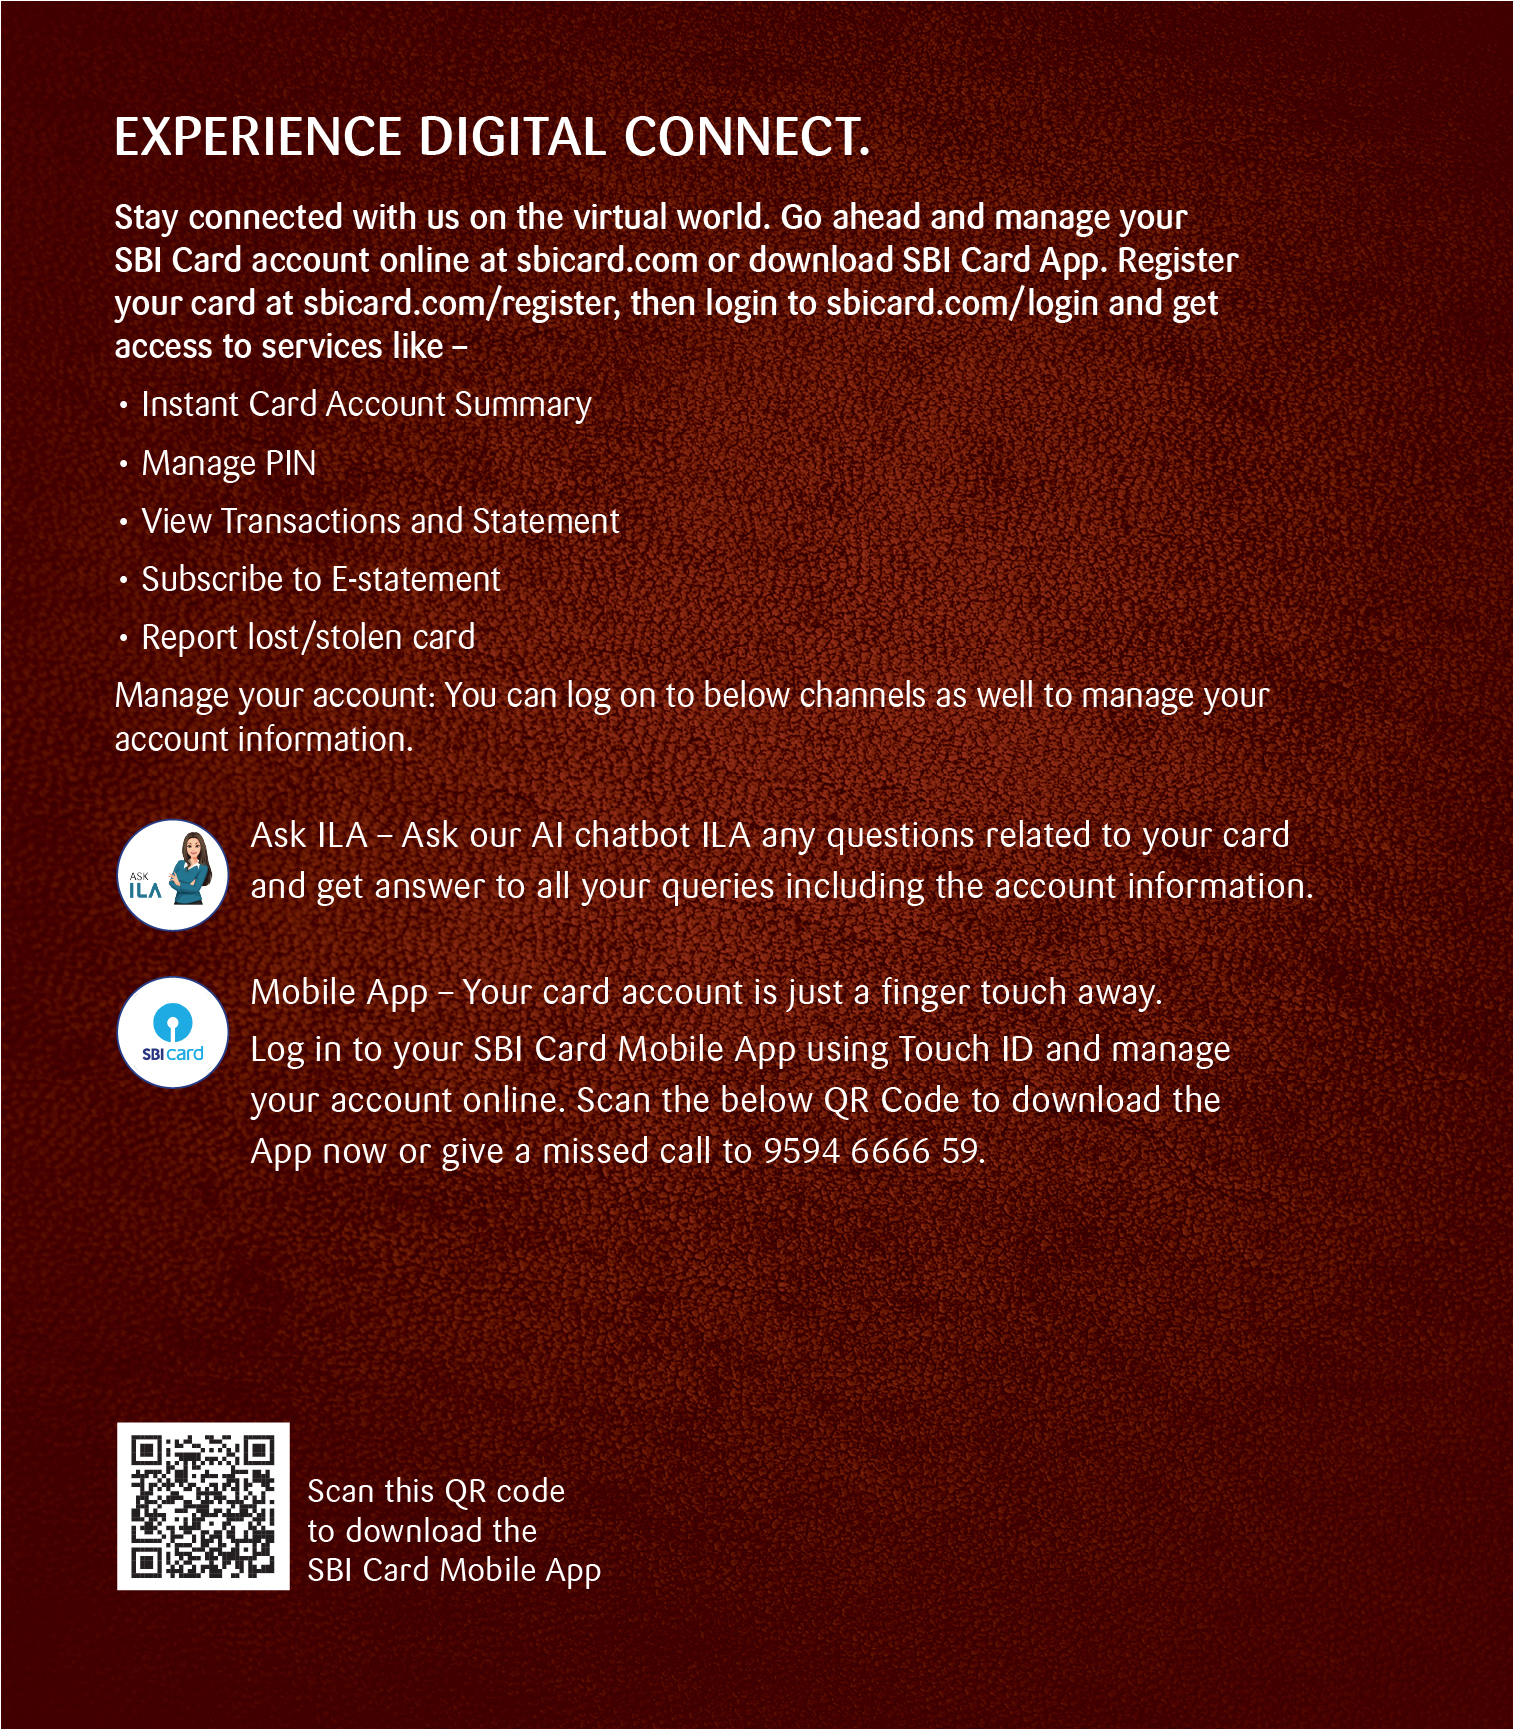 EXPERIENCE DIGITAL CONNECT.
Stay connected with us on the virtual world. Go ahead and manage your
SBI Card account online at sbicard.com or download SBI Card App. Register
your card at sbicard.com/register, then login to sbicard.com/login and get
access to services like –
• Instant Card Account Summary
• Manage PIN
• View Transactions and Statement
• Subscribe to E-statement
• Report lost/stolen card
Manage your account: You can log on to below channels as well to manage your
account information.
ASK
ILA
Ask ILA – Ask our AI chatbot ILA any questions related to your card
and get answer to all your queries including the account information.
SBI card
Mobile App – Your card account is just a finger touch away.
Log in to your SBI Card Mobile App using Touch ID and manage
your account online. Scan the below QR Code to download the
App now or give a missed call to 9594 6666 59.
Scan this QR code
to download the
SBI Card Mobile App